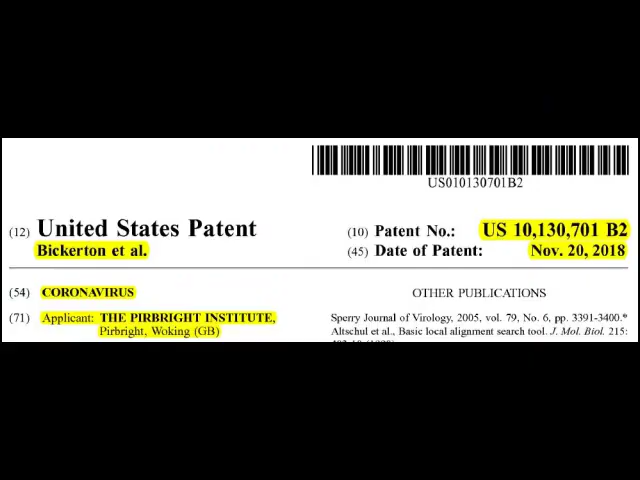 US010130701B2
(12) United States Patent
Bickerton et al.
(10) Patent No.: US 10,130,701 B2
(45) Date of Patent: Nov. 20, 2018
(54) CORONAVIRUS
(71) Applicant: THE PIRBRIGHT INSTITUTE,
Pirbright, Woking (GB)
OTHER PUBLICATIONS
Sperry Journal of Virology, 2005, vol. 79, No. 6, pp. 3391-3400.*
Altschul et al., Basic local alignment search tool. J. Mol. Biol. 215: